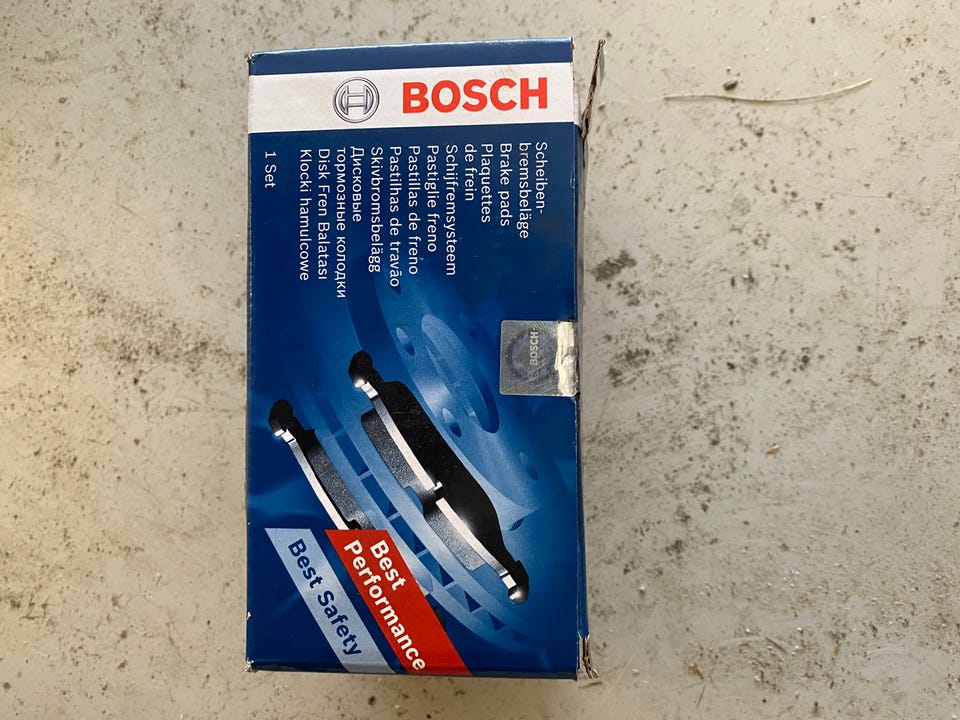 BOSCH
Scheiben-
bremsbeläge
Brake pads
Plaquettes
de frein
Schijfremsysteem
Pastiglie freno
Pastillas de freno
Pastilhas de travão
Skivbromsbelägg
Дисковые
тормозные колодки
Disk Fren Balatası
Klocki hamulcowe
1 Set
BOSCH
Best
Performance
Best Safety